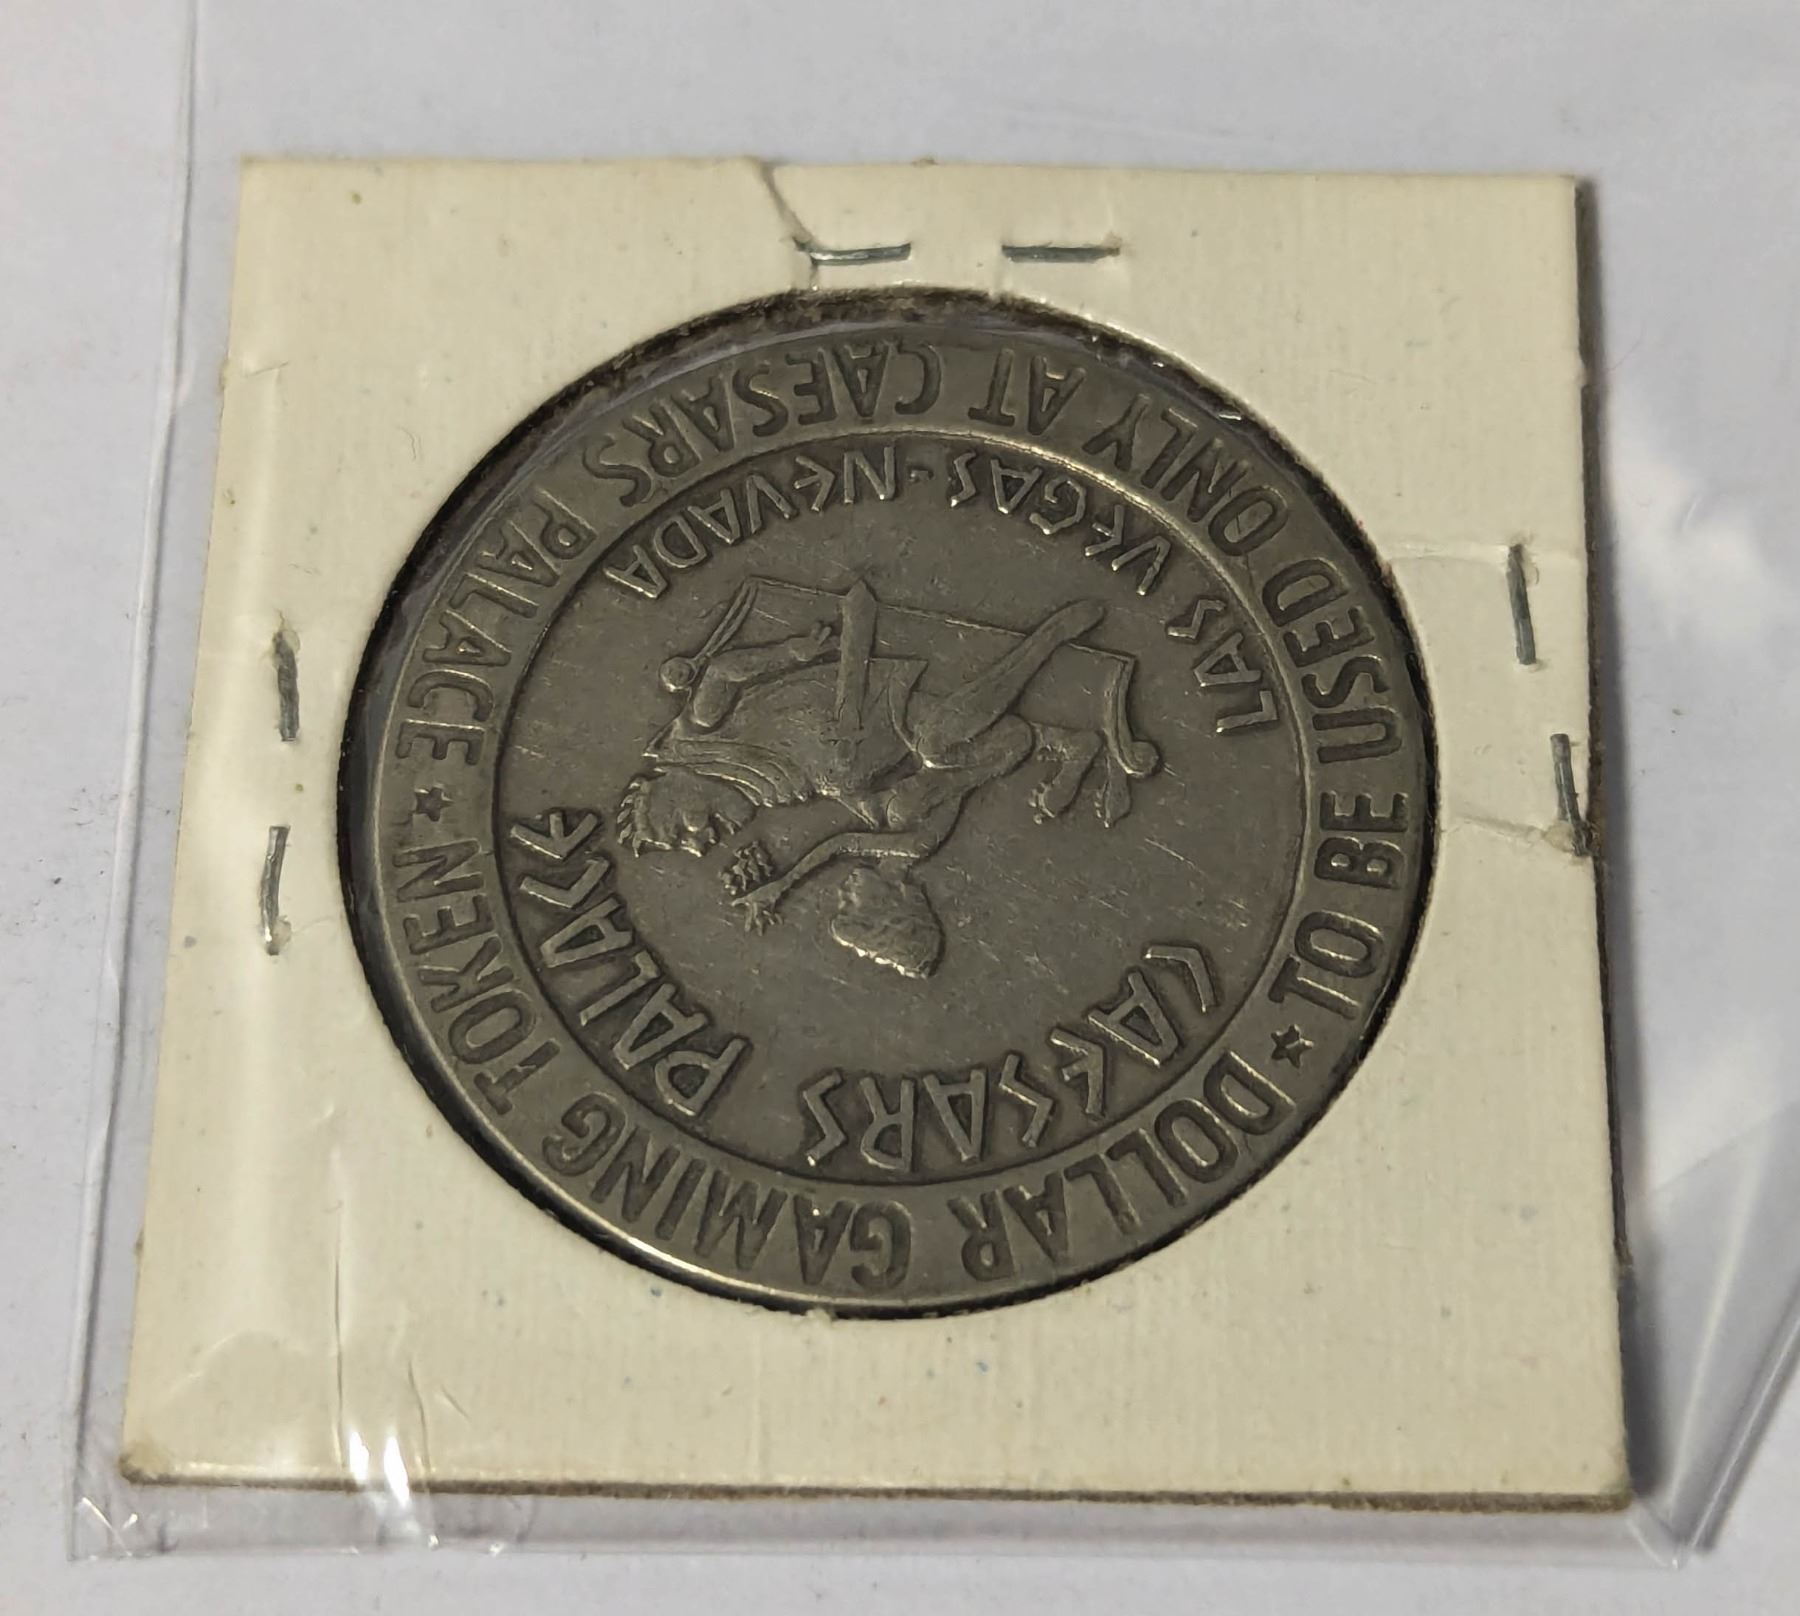 ★ DOLLAR GAMING TOKEN ★
TO BE USED ONLY AT CAESARS PALACE
CAESARS PALACE
LAS VEGAS - NEVADA